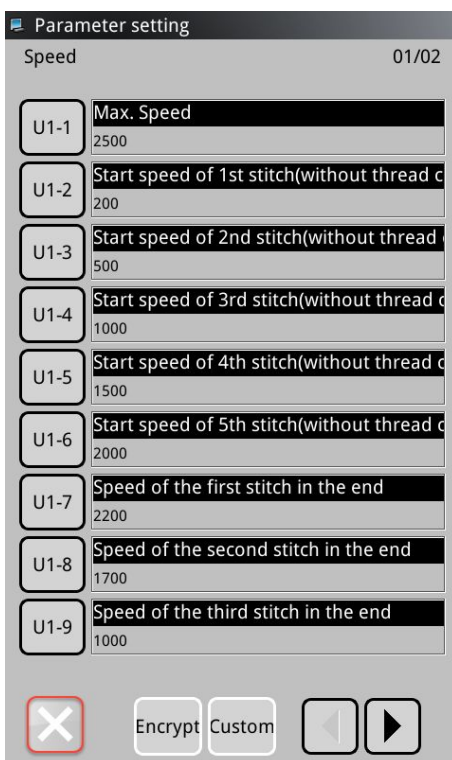 Parameter setting
Speed 01/02
U1-1 Max. Speed
2500
U1-2 Start speed of 1st stitch(without thread c
200
U1-3 Start speed of 2nd stitch(without thread
500
U1-4 Start speed of 3rd stitch(without thread c
1000
U1-5 Start speed of 4th stitch(without thread c
1500
U1-6 Start speed of 5th stitch(without thread c
2000
U1-7 Speed of the first stitch in the end
2200
U1-8 Speed of the second stitch in the end
1700
U1-9 Speed of the third stitch in the end
1000
Encrypt Custom